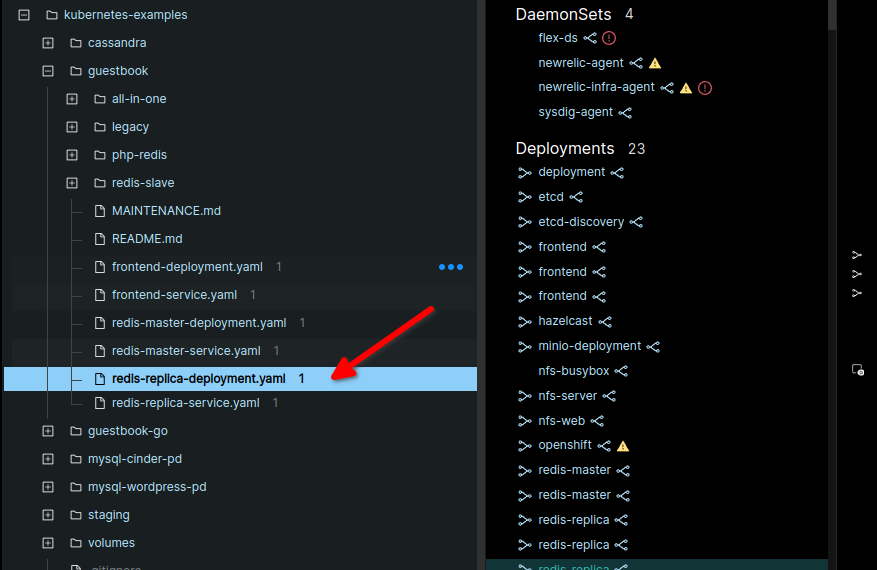 kubernetes-examples
cassandra
guestbook
all-in-one
legacy
php-redis
redis-slave
MAINTENANCE.md
README.md
frontend-deployment.yaml 1
frontend-service.yaml 1
redis-master-deployment.yaml 1
redis-master-service.yaml 1
redis-replica-deployment.yaml 1
redis-replica-service.yaml 1
guestbook-go
mysql-cinder-pd
mysql-wordpress-pd
staging
volumes
.gitignore
DaemonSets 4
flex-ds
newrelic-agent
newrelic-infra-agent
sysdig-agent
Deployments 23
deployment
etcd
etcd-discovery
frontend
frontend
frontend
hazelcast
minio-deployment
nfs-busybox
nfs-server
nfs-web
openshift
redis-master
redis-master
redis-replica
redis-replica
redis-replica